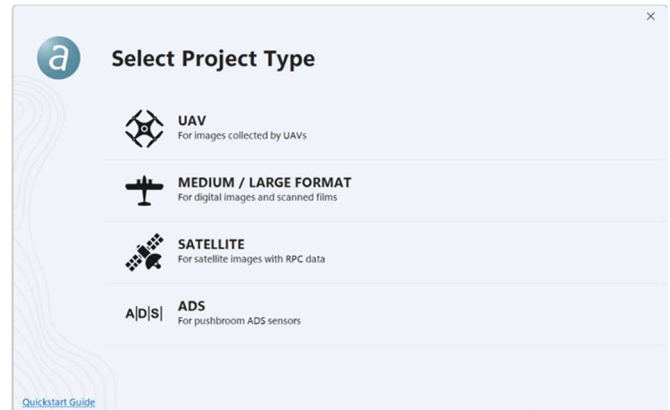 a
Select Project Type
UAV
For images collected by UAVs
MEDIUM / LARGE FORMAT
For digital images and scanned films
SATELLITE
For satellite images with RPC data
A|D|S|
ADS
For pushbroom ADS sensors
Quickstart Guide